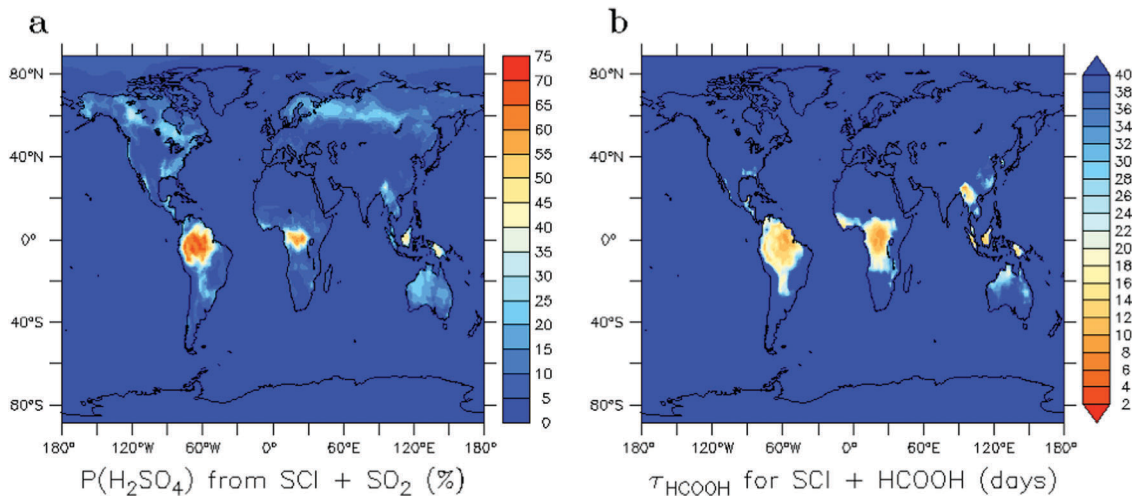 a
80°N
40°N
0°
40°S
80°S
180°
120°W
60°W
0°
60°E
120°E
180°
75
70
65
60
55
50
45
40
35
30
25
20
15
10
5
0
P(H₂SO₄) from SCI + SO₂ (%)
b
80°N
40°N
0°
40°S
80°S
180°
120°W
60°W
0°
60°E
120°E
180°
40
38
36
34
32
30
28
26
24
22
20
18
16
14
12
10
8
6
4
2
τHCOOH for SCI + HCOOH (days)